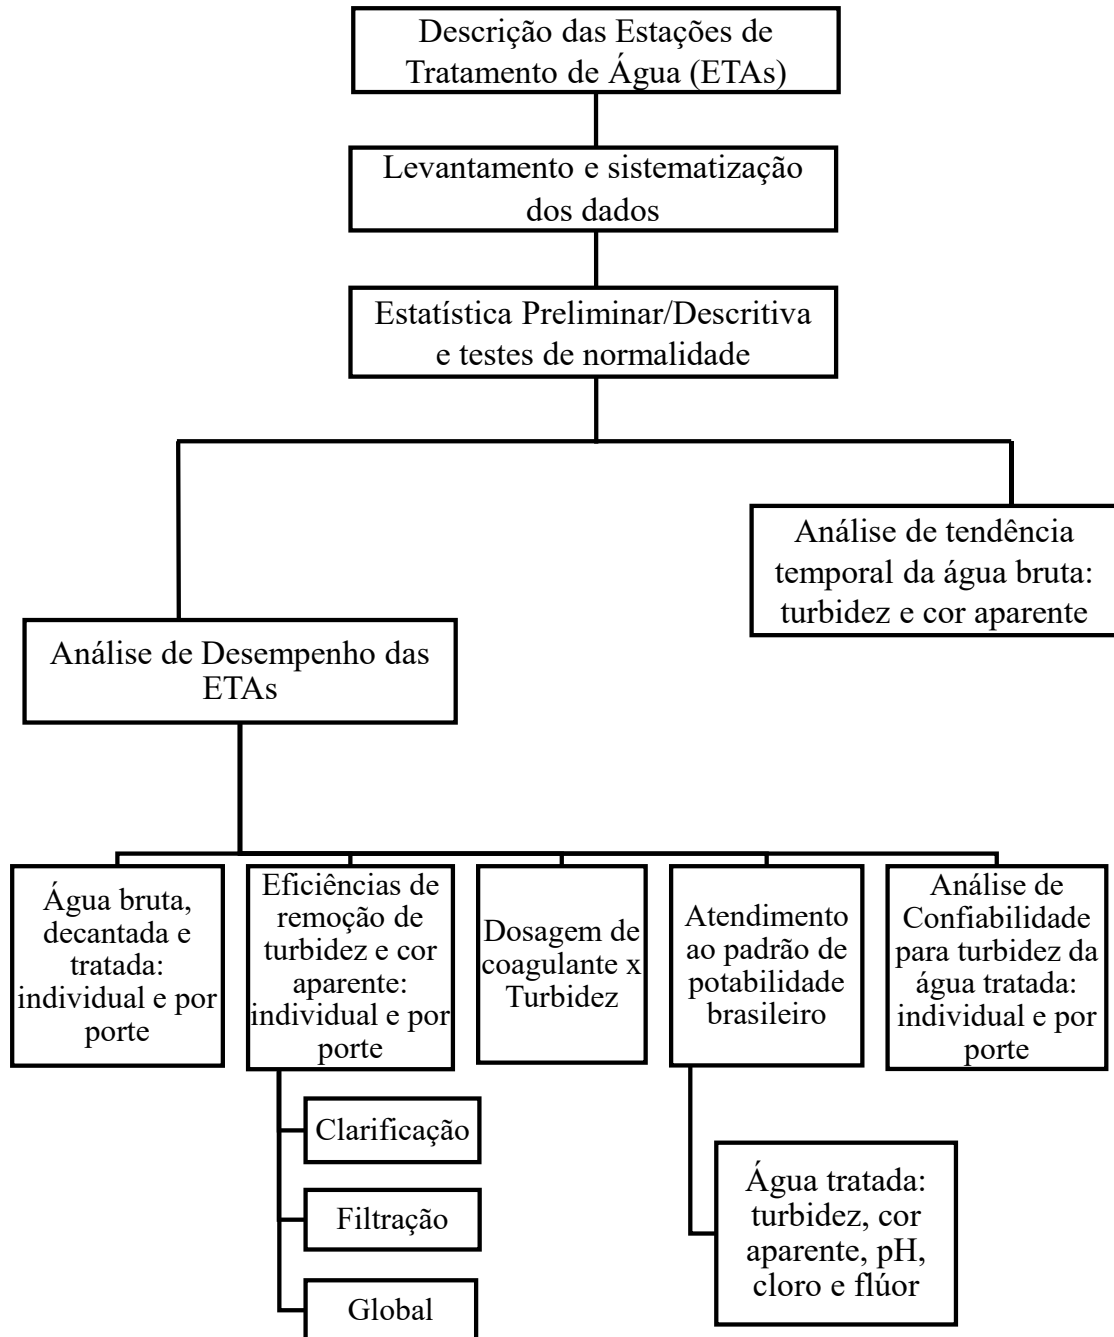 Descrição das Estações de
Tratamento de Água (ETAs)
Levantamento e sistematização
dos dados
Estatística Preliminar/Descritiva
e testes de normalidade
Análise de tendência
temporal da água bruta:
turbidez e cor aparente
Análise de Desempenho das
ETAs
Água bruta,
decantada e
tratada:
individual e por
porte
Eficiências de
remoção de
turbidez e cor
aparente:
individual e por
porte
Dosagem de
coagulante x
Turbidez
Atendimento
ao padrão de
potabilidade
brasileiro
Análise de
Confiabilidade
para turbidez da
água tratada:
individual e por
porte
Clarificação
Filtração
Global
Água tratada:
turbidez, cor
aparente, pH,
cloro e flúor